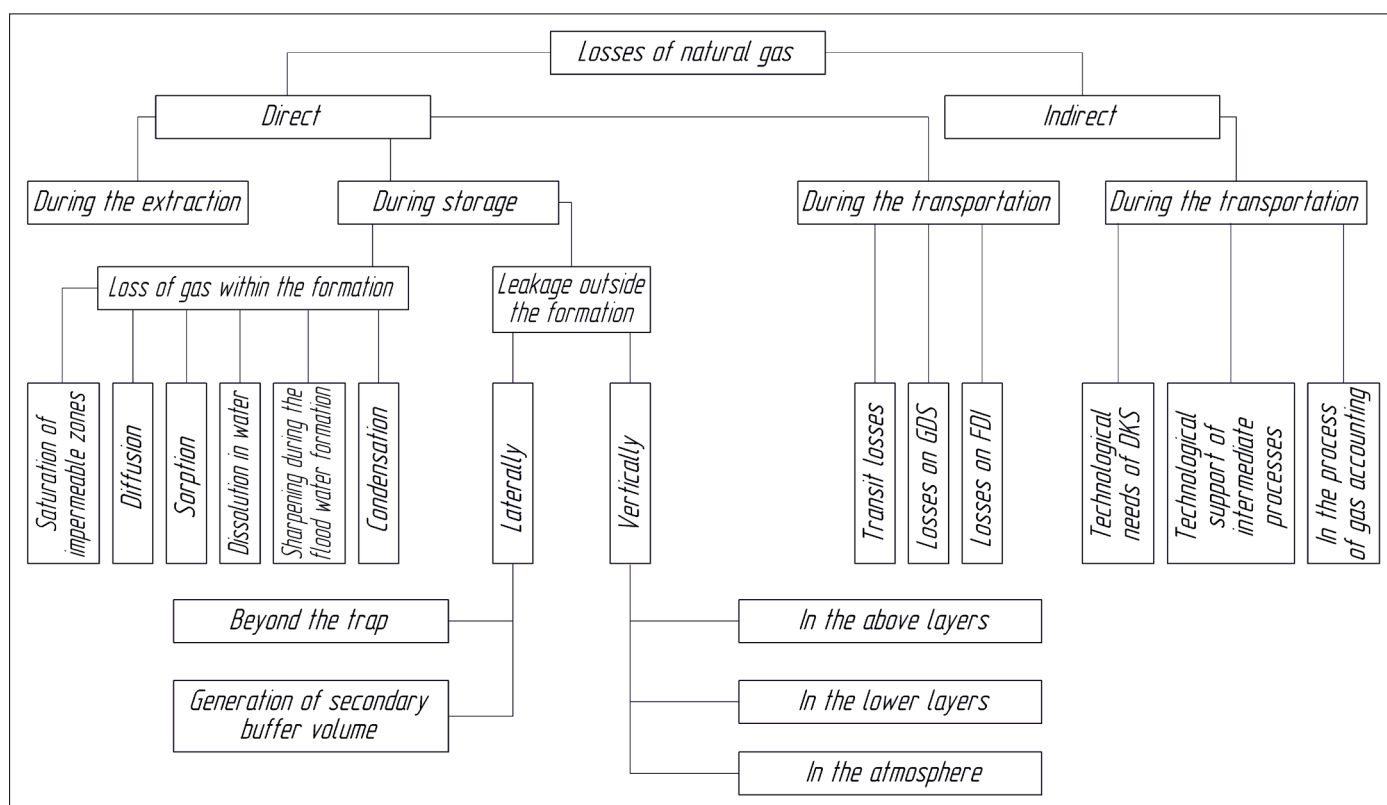 Losses of natural gas
Direct
Indirect
During the extraction
During storage
During the transportation
During the transportation
Loss of gas within the formation
Leakage outside
the formation
Saturation of
impermeable zones
Diffusion
Sorption
Dissolution in water
Sharpening during the
flood water formation
Condensation
Laterally
Vertically
Transit losses
Losses on GDS
Losses on FDI
Technological
needs of DKS
Technological
support of
intermediate
processes
In the process
of gas accounting
Beyond the trap
In the above layers
Generation of secondary
buffer volume
In the lower layers
In the atmosphere